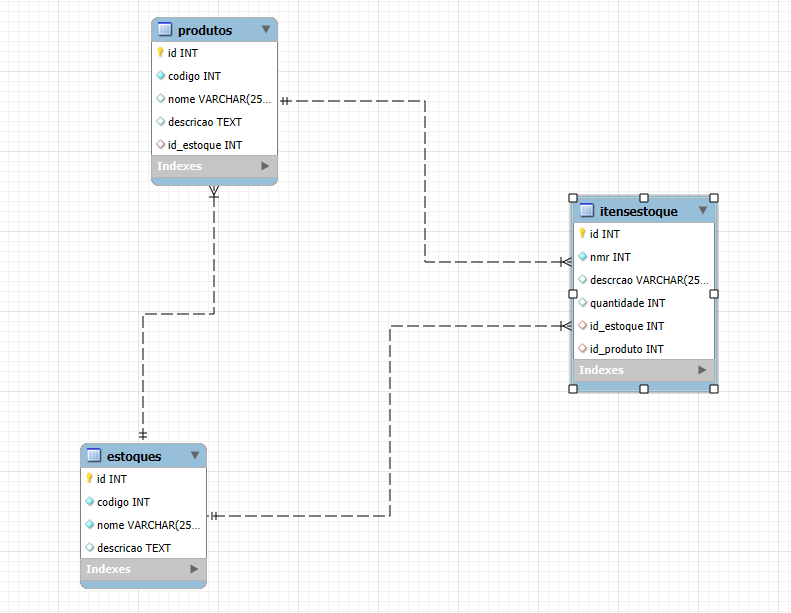 produtos
id INT
codigo INT
nome VARCHAR(25...
descricao TEXT
id_estoque INT
Indexes
itensestoque
id INT
nmr INT
descrcao VARCHAR(25...
quantidade INT
id_estoque INT
id_produto INT
Indexes
estoques
id INT
codigo INT
nome VARCHAR(25...
descricao TEXT
Indexes